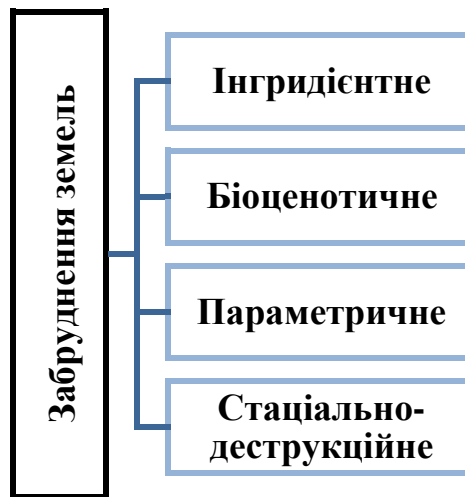 Забруднення земель
Інгридієнтне
Біоценотичне
Параметричне
Стаціально-
деструкційне